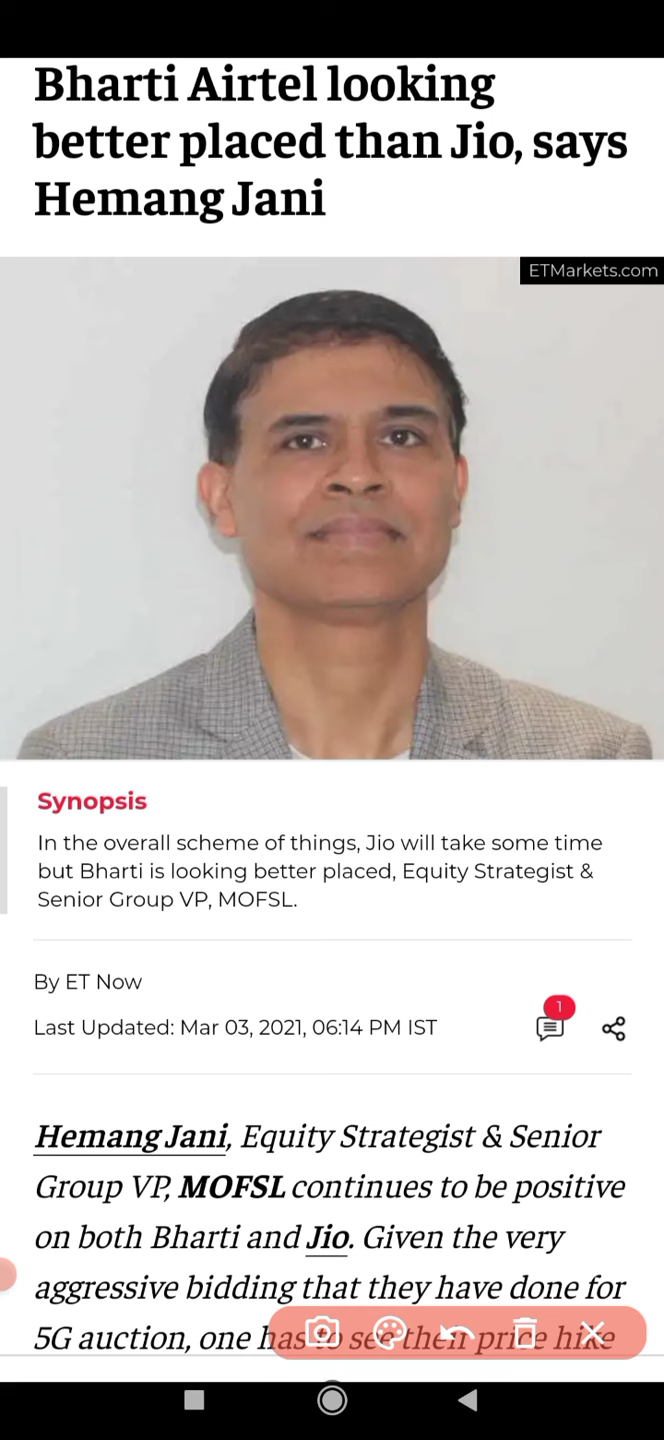 Bharti Airtel looking
better placed than Jio, says
Hemang Jani
ETMarkets.com
Synopsis
In the overall scheme of things, Jio will take some time
but Bharti is looking better placed, Equity Strategist &
Senior Group VP, MOFSL.
By ET Now
1
Last Updated: Mar 03, 2021, 06:14 PM IST
Hemang Jani, Equity Strategist & Senior
Group VP, MOFSL continues to be positive
on both Bharti and Jio. Given the very
aggressive bidding that they have done for
5G auction, one has to see their price hike